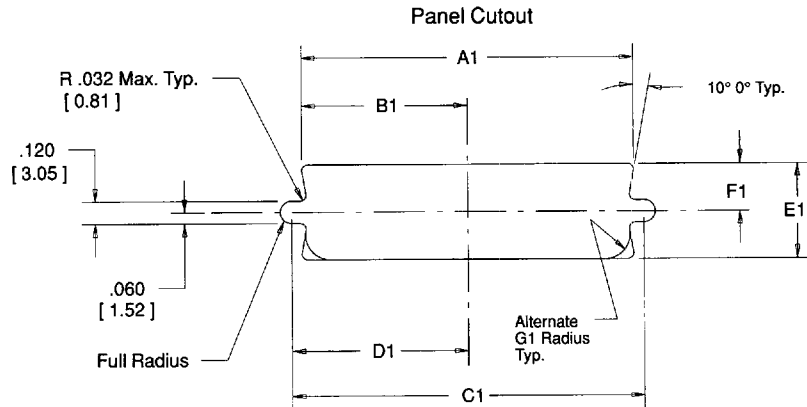 Panel Cutout
A1
R .032 Max. Typ.
[ 0.81 ]
10° 0° Typ.
B1
.120
[ 3.05 ]
F1
E1
.060
[ 1.52 ]
Alternate
G1 Radius
Typ.
Full Radius
D1
C1